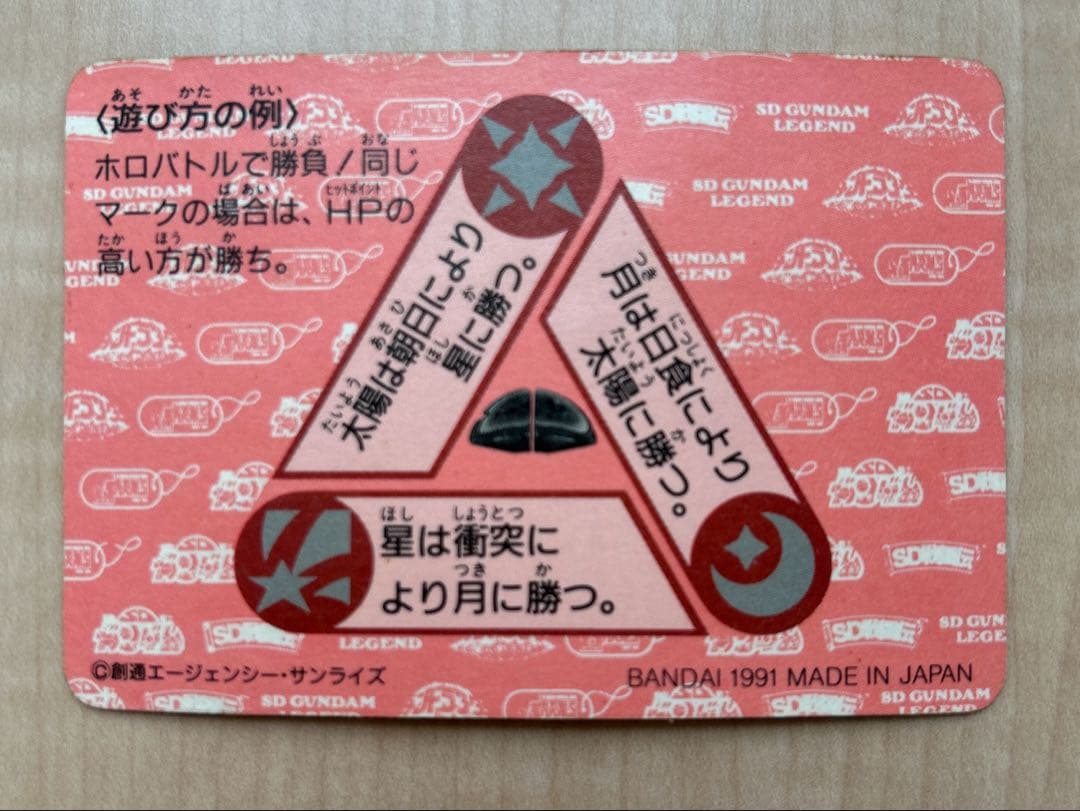 〈遊び方の例〉
ホロバトルで勝負!同じ
マークの場合は、HPの
高い方が勝ち。
太陽は朝日により
星に勝つ。
月は日食により
太陽に勝つ。
星は衝突に
より月に勝つ。
SD GUNDAM
LEGEND
©創通エージェンシー・サンライズ
BANDAI 1991 MADE IN JAPAN